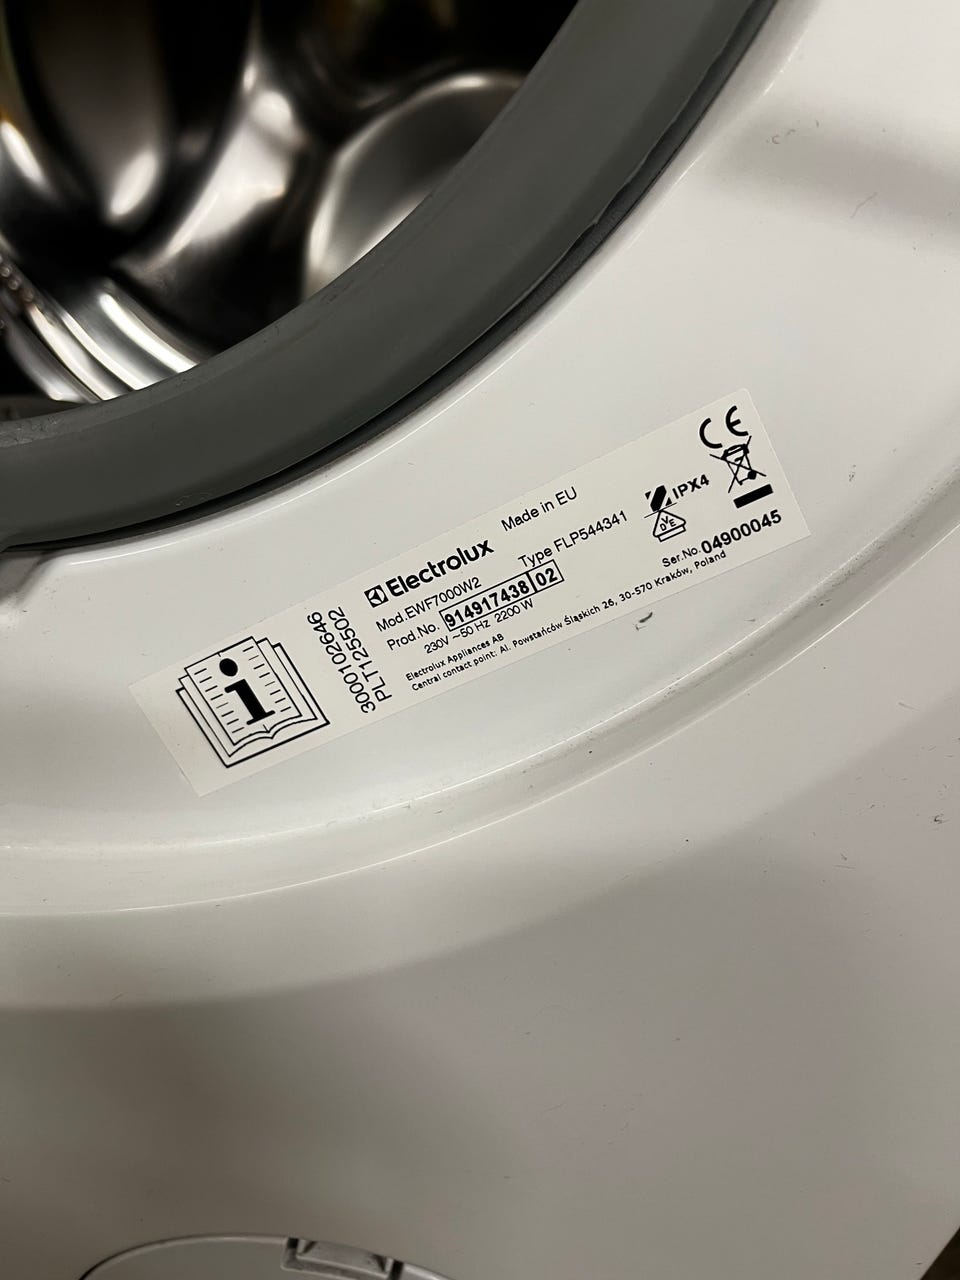 3000102646
PLT125502
Electrolux
Made in EU
Mod.EWF7000W2
Type FLP544341
Prod.No. 914917438 02
230V ~50 Hz 2200 W
Electrolux Appliances AB
Central contact point: Al. Powstańców Śląskich 26, 30-570 Kraków, Poland
IPX4
DVE
CE
Ser.No. 04900045